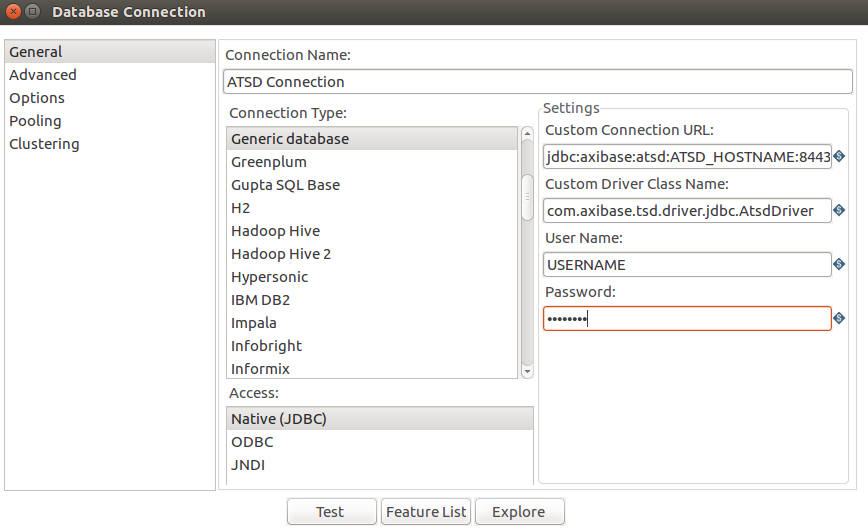 Database Connection
General
Advanced
Options
Pooling
Clustering
Connection Name:
ATSD Connection
Connection Type:
Generic database
Greenplum
Gupta SQL Base
H2
Hadoop Hive
Hadoop Hive 2
Hypersonic
IBM DB2
Impala
Infobright
Informix
Access:
Native (JDBC)
ODBC
JNDI
Settings
Custom Connection URL:
jdbc:axibase:atsd:ATSD_HOSTNAME:8443
Custom Driver Class Name:
com.axibase.tsd.driver.jdbc.AtsdDriver
User Name:
USERNAME
Password:
••••••••
Test
Feature List
Explore